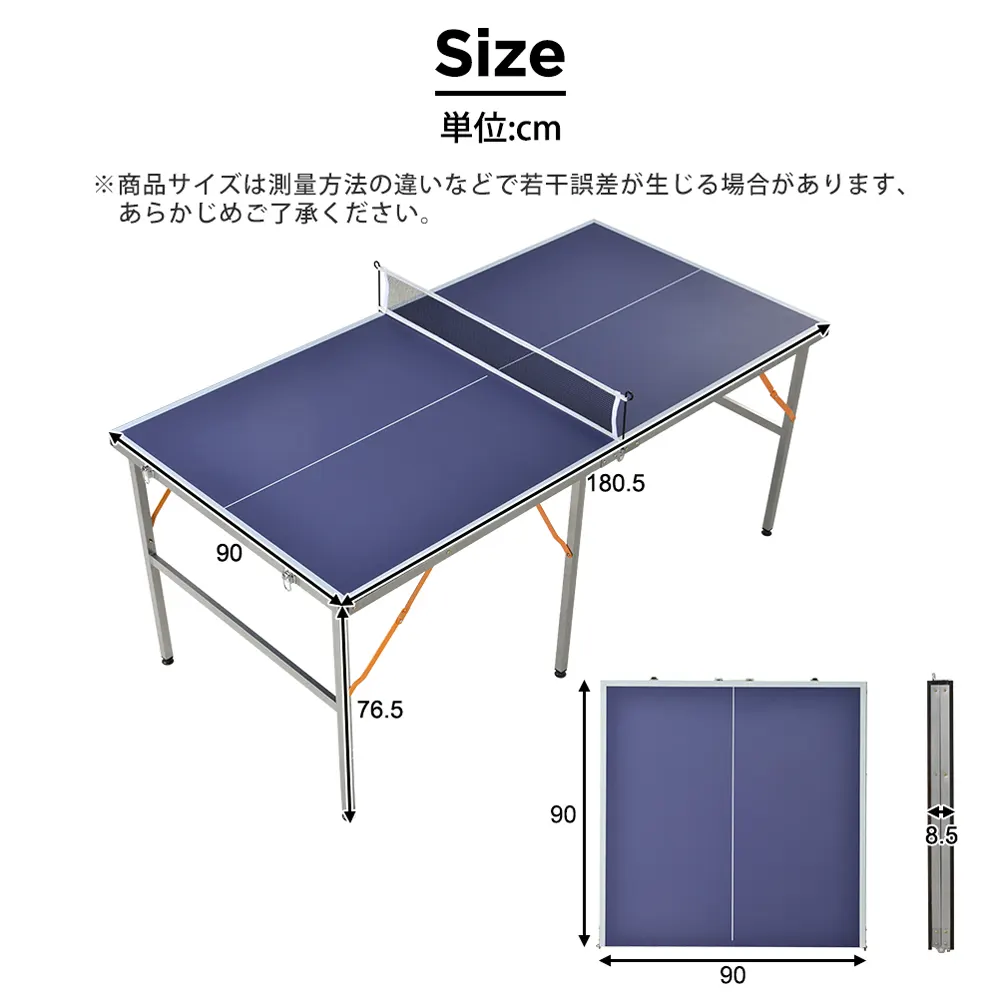 Size
単位:cm
※商品サイズは測量方法の違いなどで若干誤差が生じる場合があります、
あらかじめご了承ください。
180.5
90
76.5
90
8.5
90